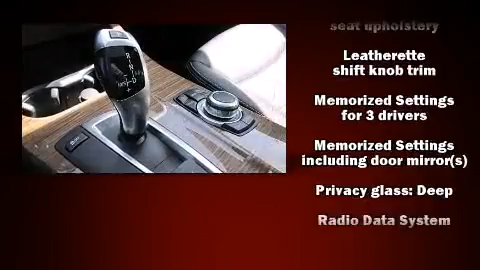 seat upholstery
Leatherette
shift knob trim
Memorized Settings
for 3 drivers
Memorized Settings
including door mirror(s)
Privacy glass: Deep
Radio Data System
R
N
D